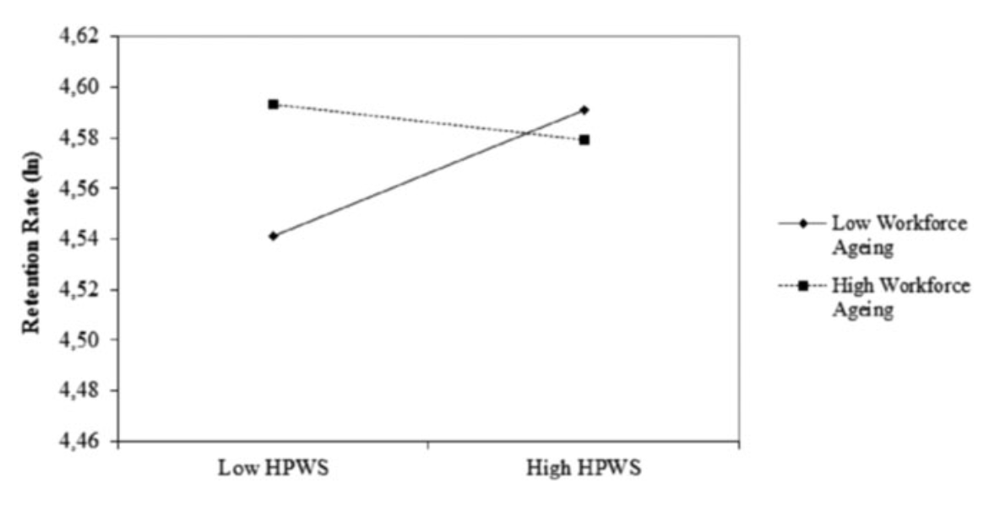 4,62
4,60
4,58
4,56
4,54
4,52
4,50
4,48
4,46
Retention Rate (ln)
Low HPWS
High HPWS
Low Workforce
Ageing
High Workforce
Ageing